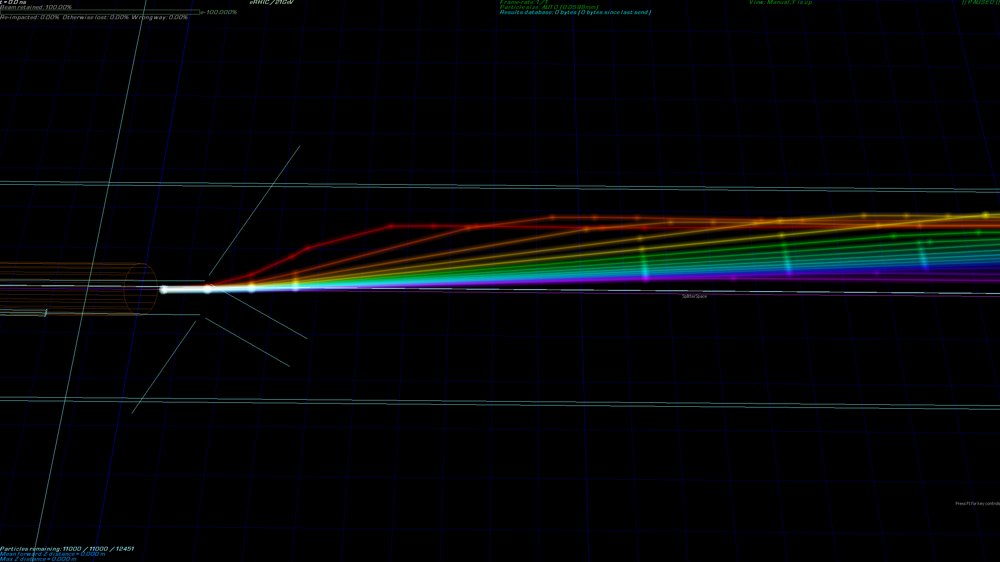 t = 0.0 ns
Beam retained: 100.00%
e- 100.000%
Re-impacted: 0.00% Otherwise lost: 0.00% Wrong way: 0.00%
eRHIC / 21GeV
Frame-rate: 1/1
Particle size: AUTO (0.0598mm)
Results database: 0 bytes (0 bytes since last send)
View: Manual, Y is up
|| PAUSED ||
SplitterSpace
Press F1 for key controls
Particles remaining: 11000 / 11000 / 12451
Mean forward Z distance = 0.000 m
Max Z distance = 0.000 m